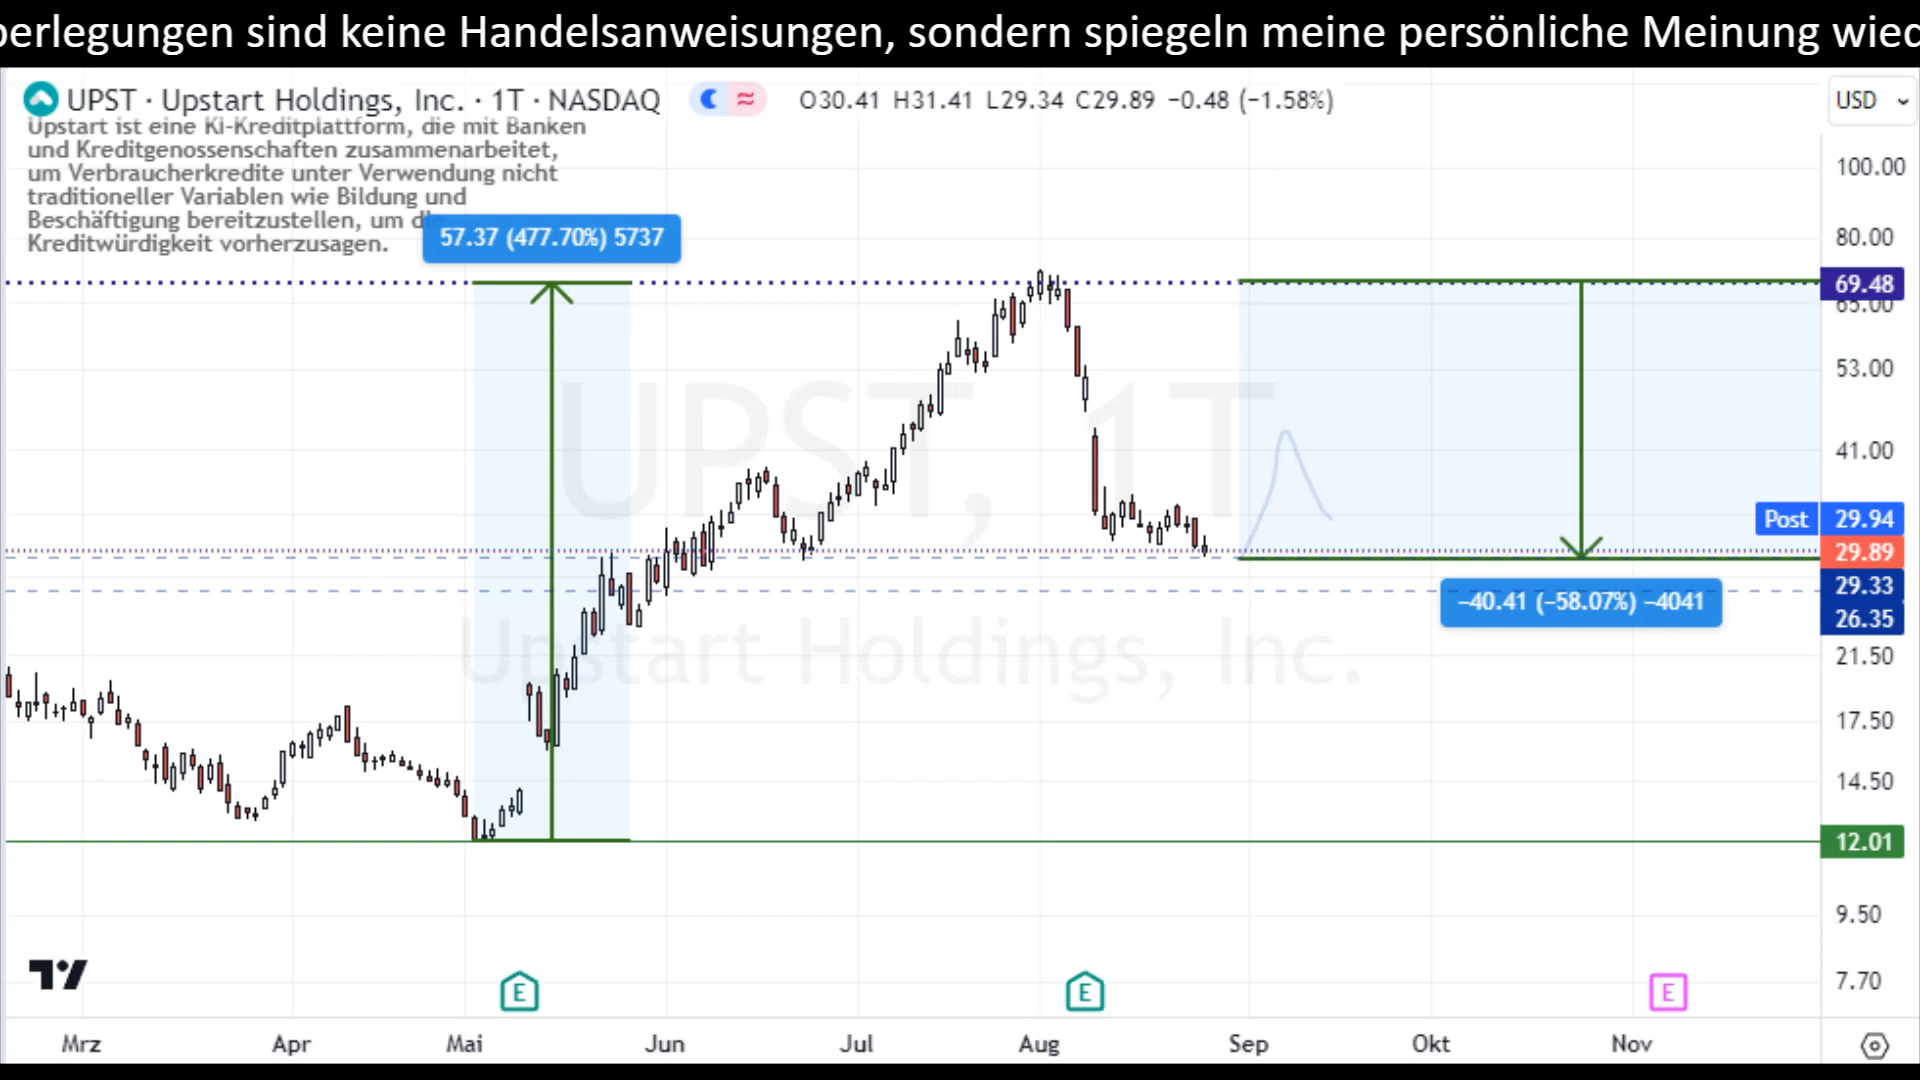 berlegungen sind keine Handelsanweisungen, sondern spiegeln meine persönliche Meinung wied
UPST · Upstart Holdings, Inc. · 1T · NASDAQ
O30.41 H31.41 L29.34 C29.89 −0.48 (−1.58%)
USD
Upstart ist eine KI-Kreditplattform, die mit Banken
und Kreditgenossenschaften zusammenarbeitet,
um Verbraucherkredite unter Verwendung nicht
traditioneller Variablen wie Bildung und
Beschäftigung bereitzustellen, um die
Kreditwürdigkeit vorherzusagen.
57.37 (477.70%) 5737
100.00
80.00
69.48
65.00
53.00
41.00
Post 29.94
29.89
29.33
26.35
21.50
17.50
14.50
12.01
9.50
7.70
−40.41 (−58.07%) −4041
UPST, 1T
Upstart Holdings, Inc.
E
E
E
Mrz
Apr
Mai
Jun
Jul
Aug
Sep
Okt
Nov